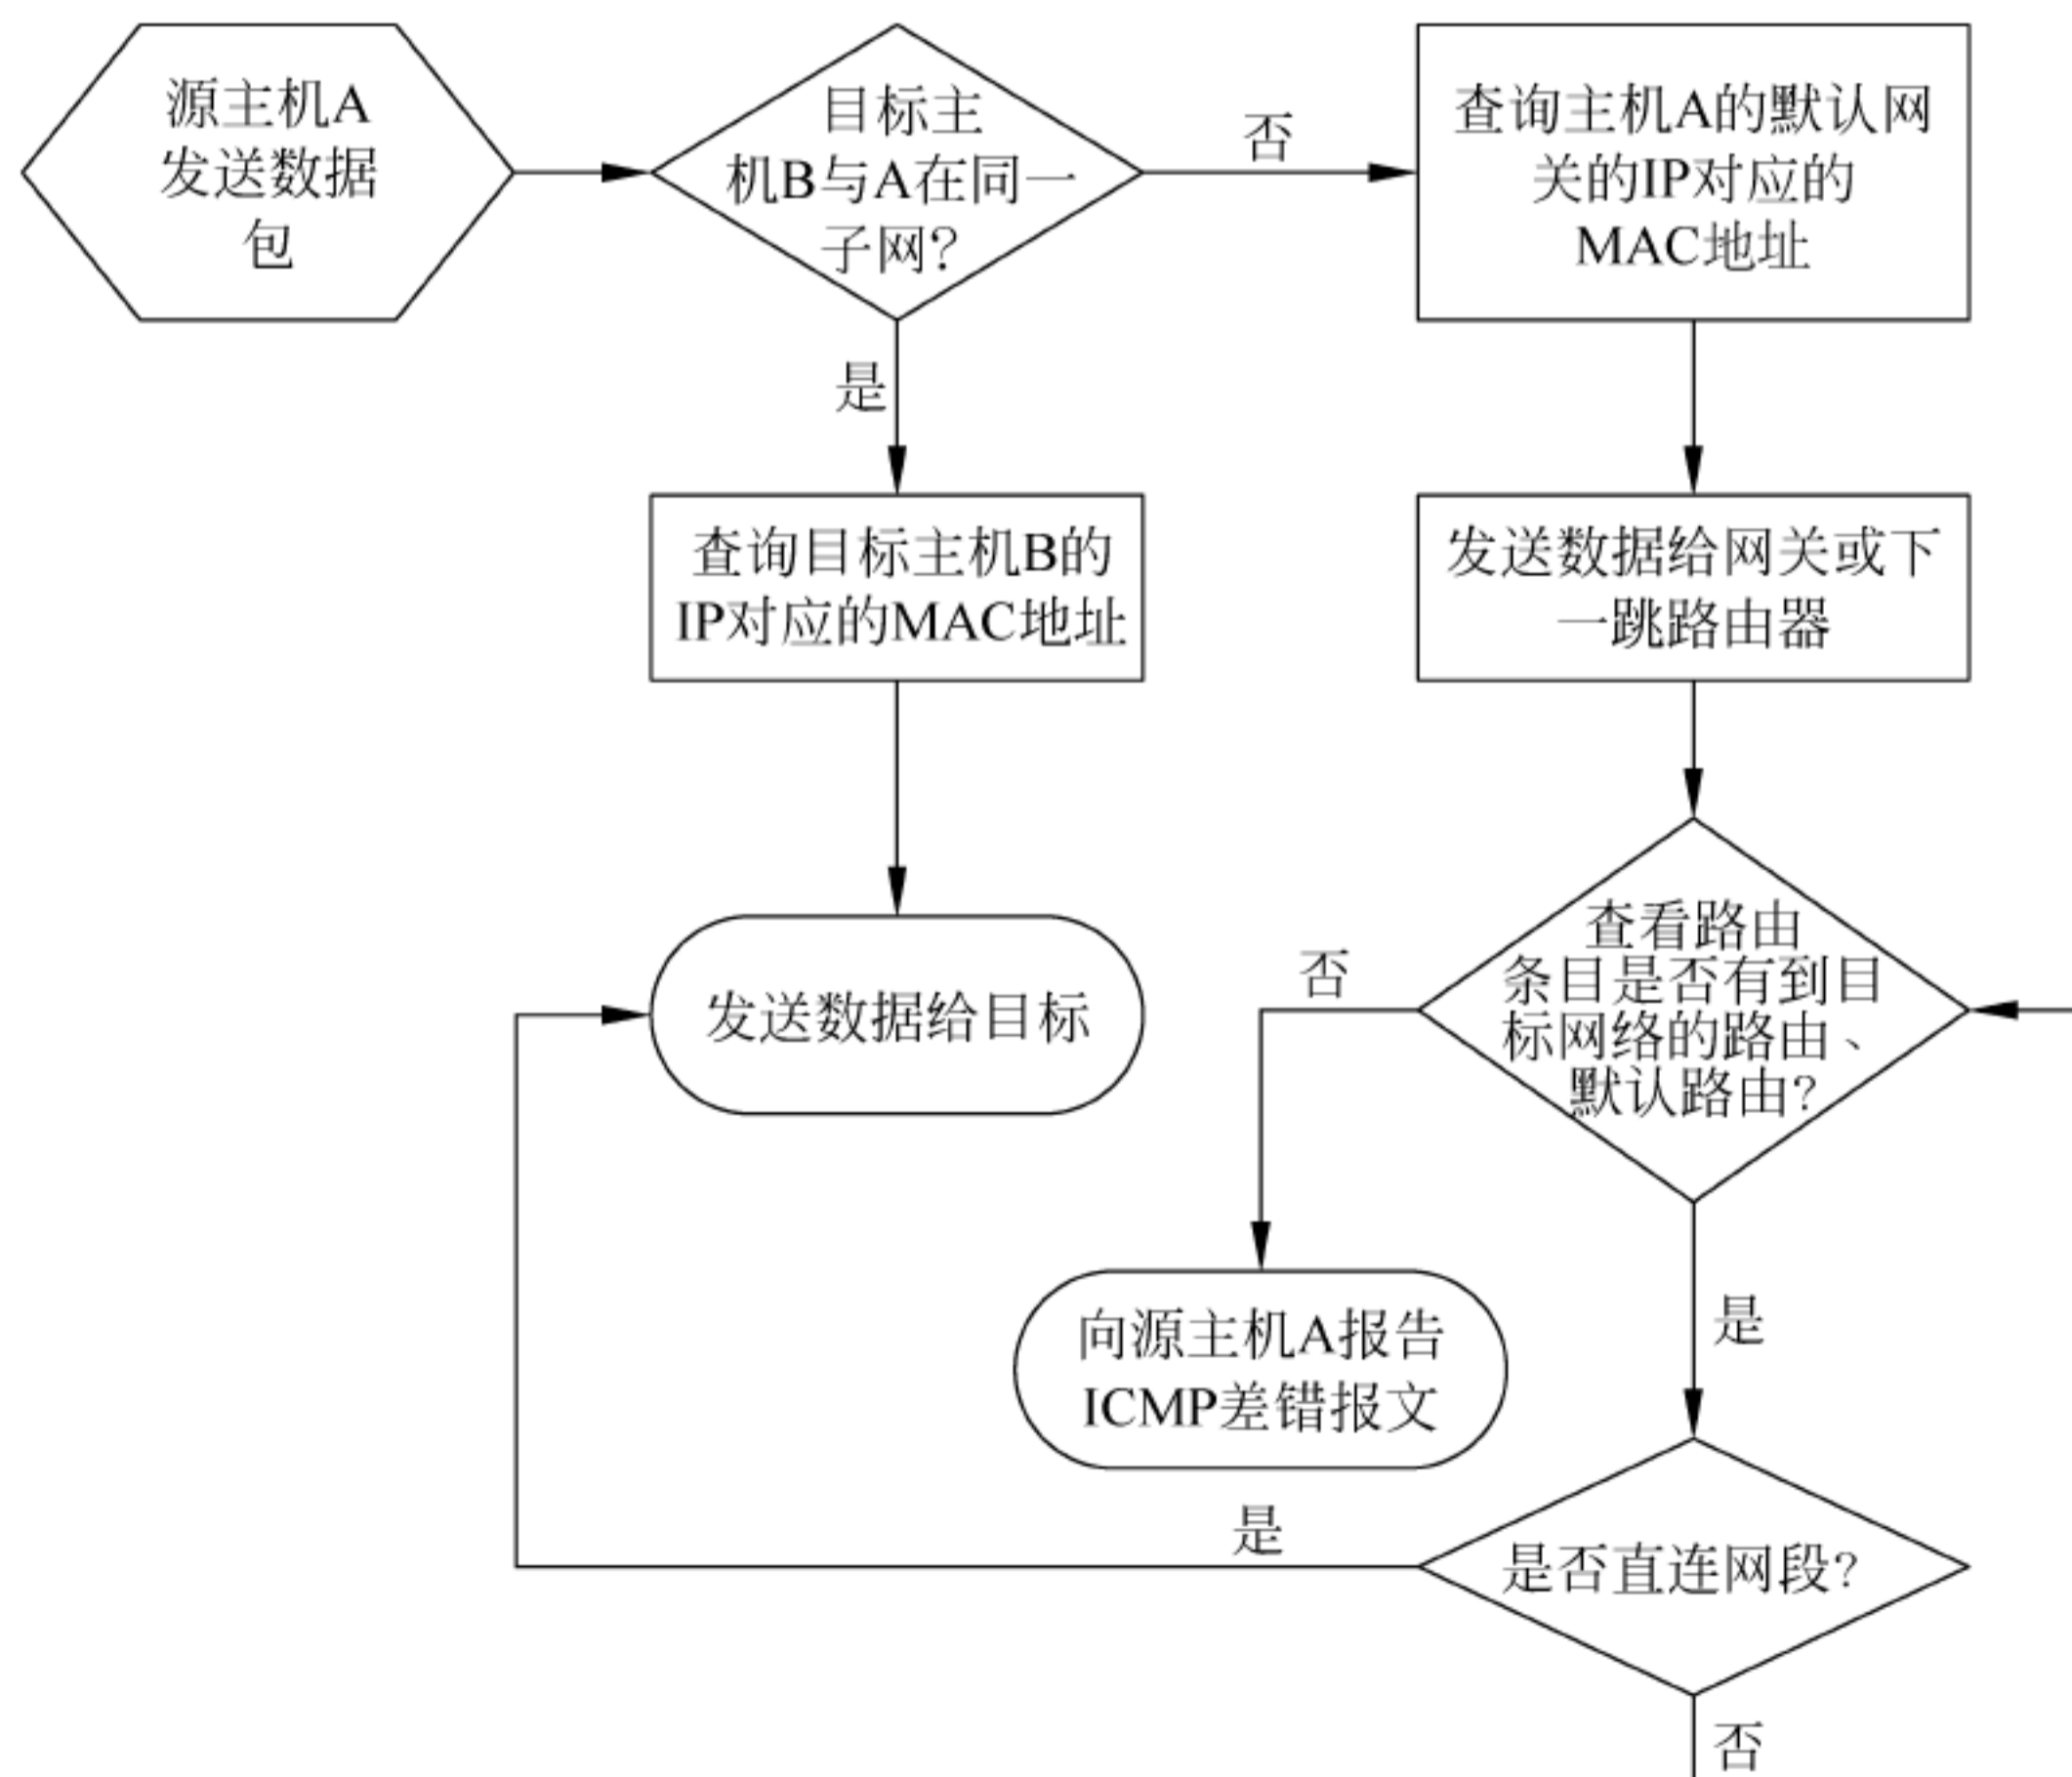 源主机A
发送数据
包
目标主
机B与A在同一
子网?
否
查询主机A的默认网
关的IP对应的
MAC地址
是
查询目标主机B的
IP对应的MAC地址
发送数据给网关或下
一跳路由器
发送数据给目标
否
查看路由
条目是否有到目
标网络的路由、
默认路由?
向源主机A报告
ICMP差错报文
是
是
是否直连网段?
否